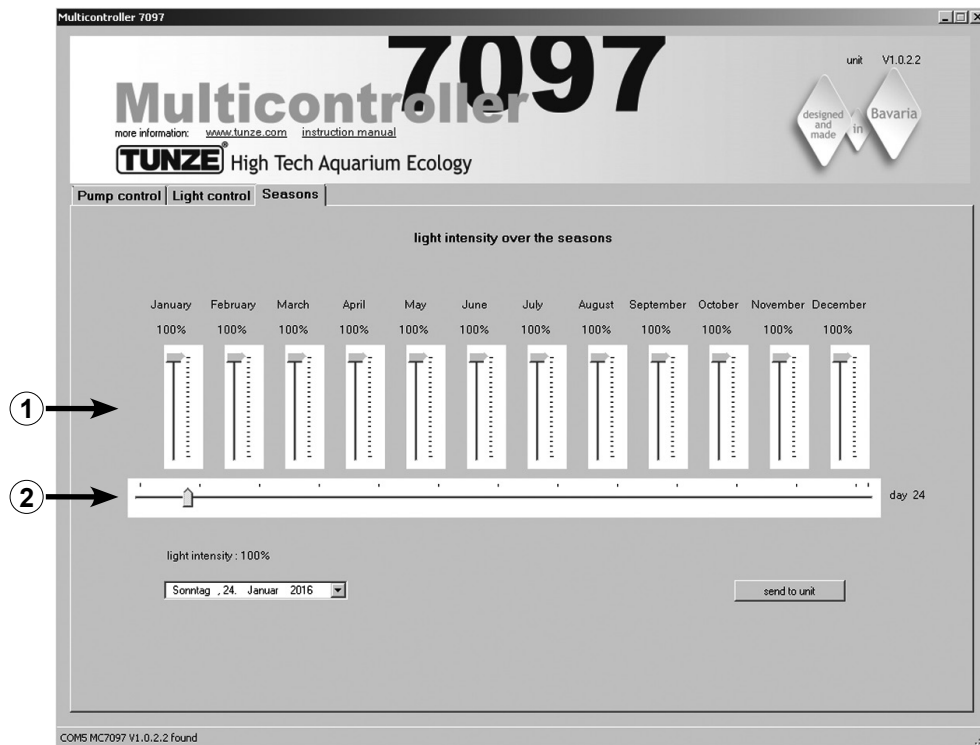 Multicontroller 7097
7097
unit V1.0.2.2
Multicontroller
designed and made in Bavaria
more information: www.tunze.com instruction manual
TUNZE® High Tech Aquarium Ecology
Pump control Light control Seasons
light intensity over the seasons
January February March April May June July August September October November December
100% 100% 100% 100% 100% 100% 100% 100% 100% 100% 100% 100%
1
2
day 24
light intensity : 100%
Sonntag , 24. Januar 2016
send to unit
COM5 MC7097 V1.0.2.2 found